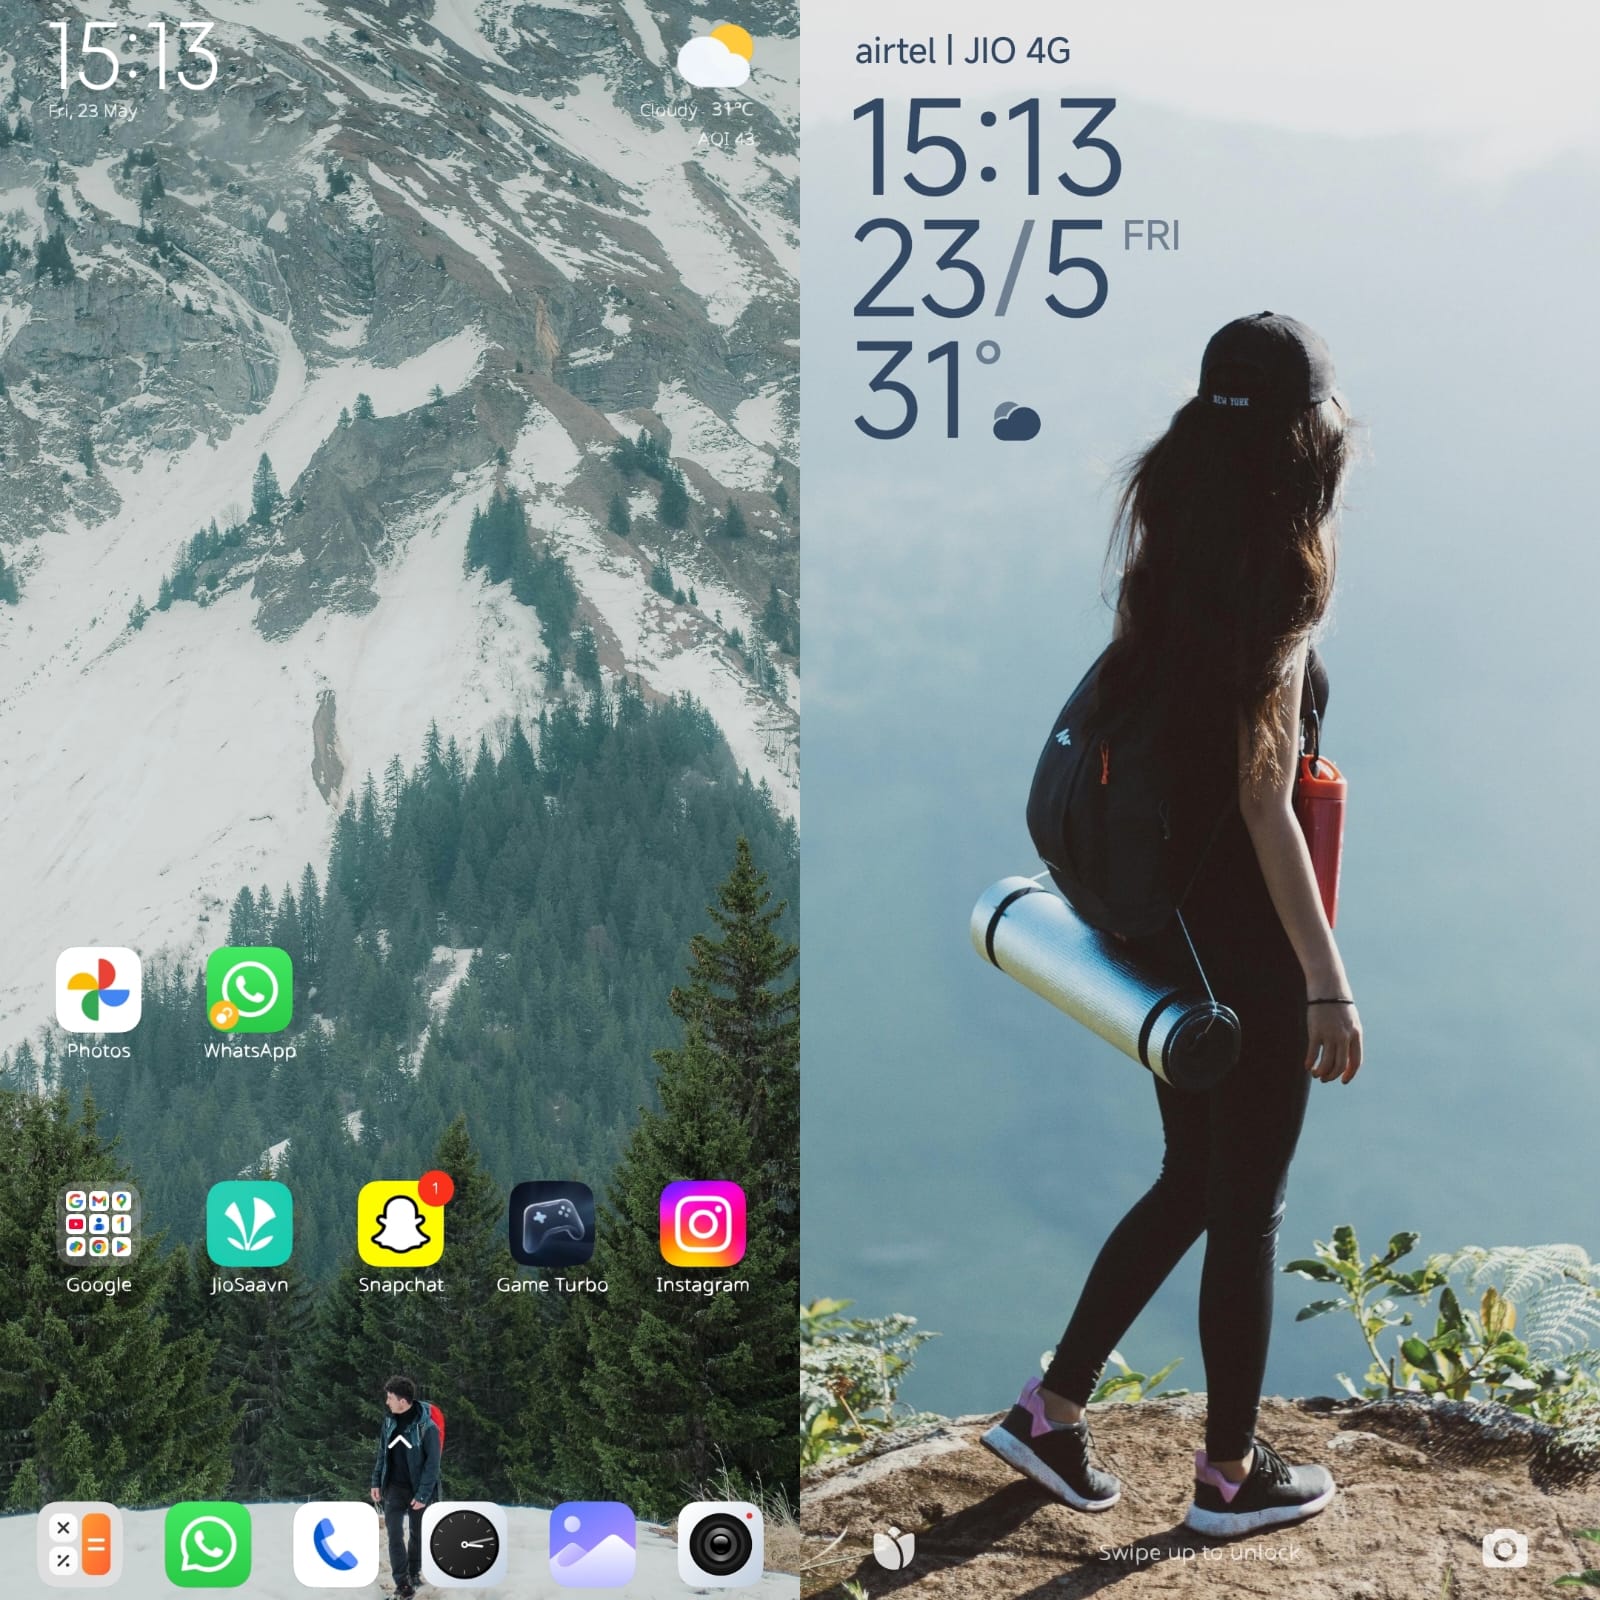 15:13
Fri, 23 May
Cloudy 31°C
AQI 43
Photos
WhatsApp
1
Google
JioSaavn
Snapchat
Game Turbo
Instagram
airtel | JIO 4G
15:13
23/5 FRI
31°
NEW YORK
Swipe up to unlock